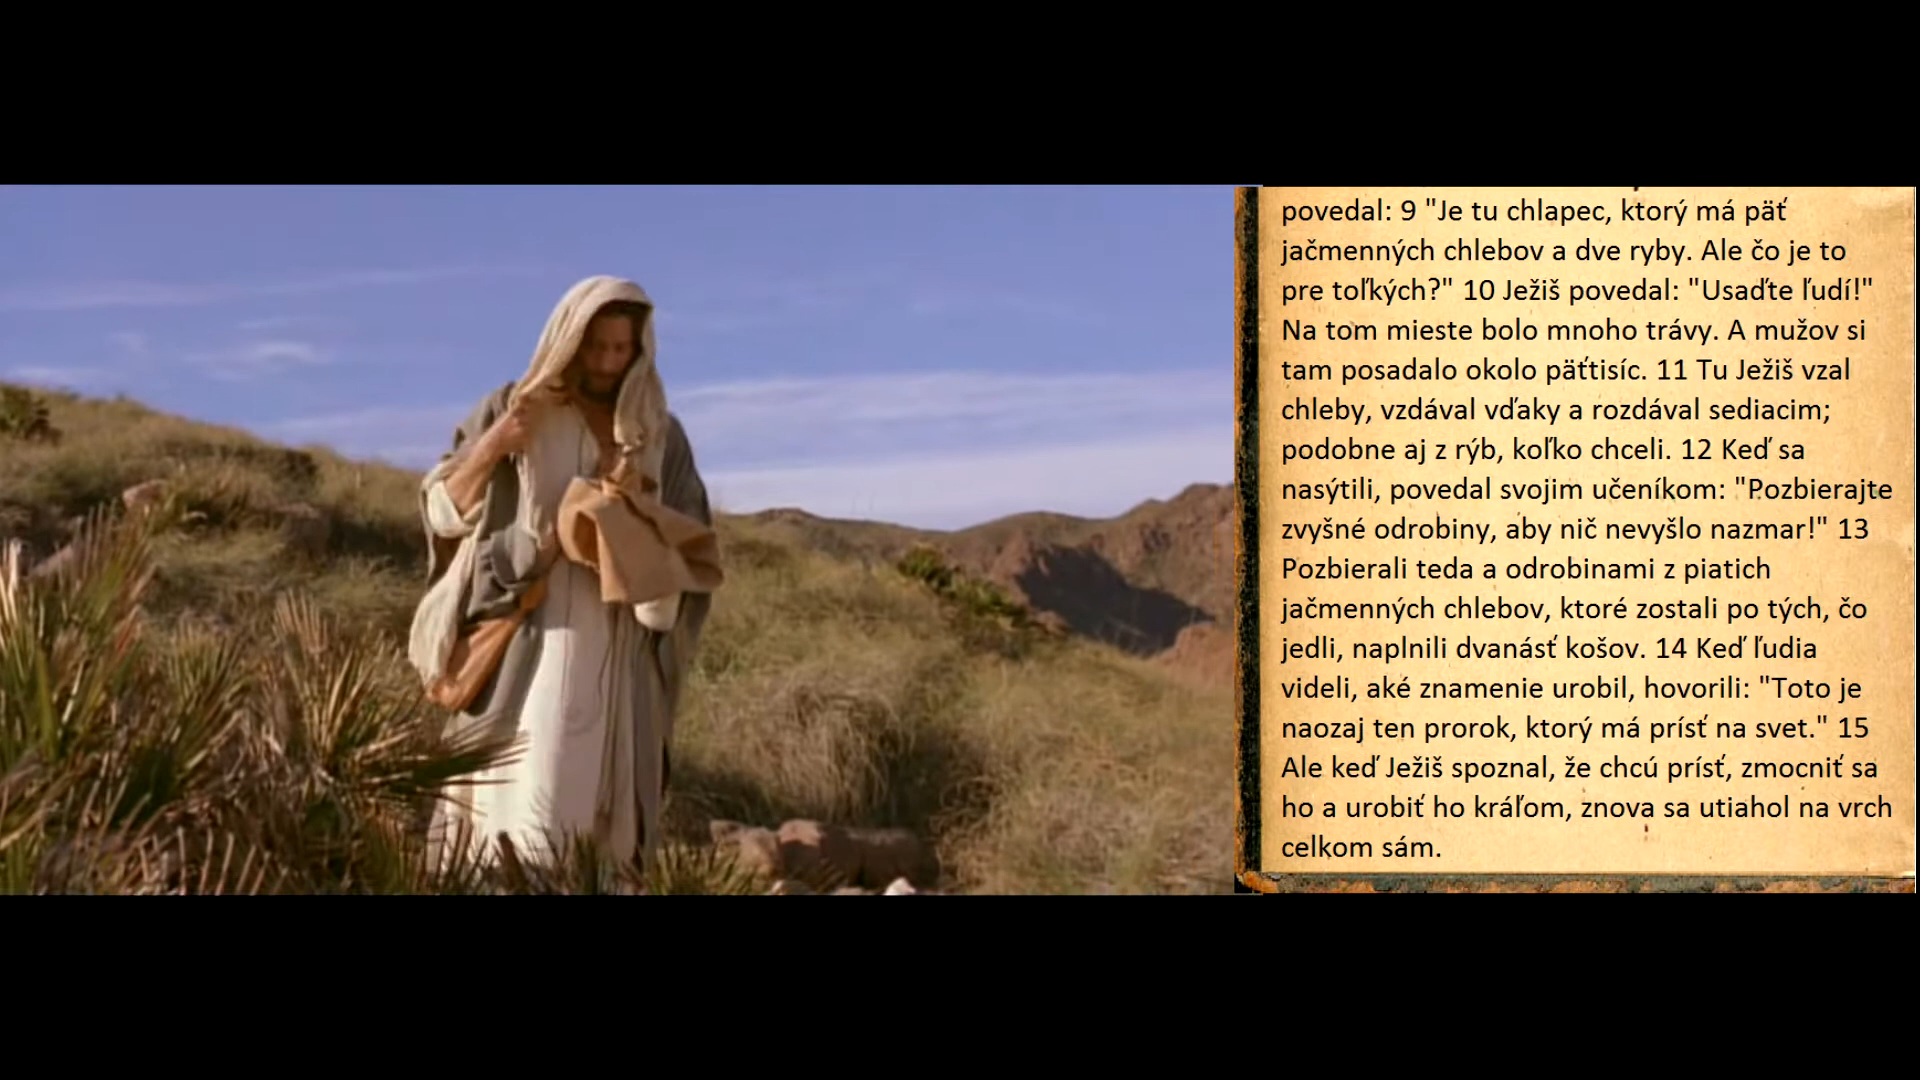 povedal: 9 "Je tu chlapec, ktorý má päť
jačmenných chlebov a dve ryby. Ale čo je to
pre toľkých?" 10 Ježiš povedal: "Usaďte ľudí!"
Na tom mieste bolo mnoho trávy. A mužov si
tam posadalo okolo päťtisíc. 11 Tu Ježiš vzal
chleby, vzdával vďaky a rozdával sediacim;
podobne aj z rýb, koľko chceli. 12 Keď sa
nasýtili, povedal svojim učeníkom: "Pozbierajte
zvyšné odrobiny, aby nič nevyšlo nazmar!" 13
Pozbierali teda a odrobinami z piatich
jačmenných chlebov, ktoré zostali po tých, čo
jedli, naplnili dvanásť košov. 14 Keď ľudia
videli, aké znamenie urobil, hovorili: "Toto je
naozaj ten prorok, ktorý má prísť na svet." 15
Ale keď Ježiš spoznal, že chcú prísť, zmocniť sa
ho a urobiť ho kráľom, znova sa utiahol na vrch
celkom sám.